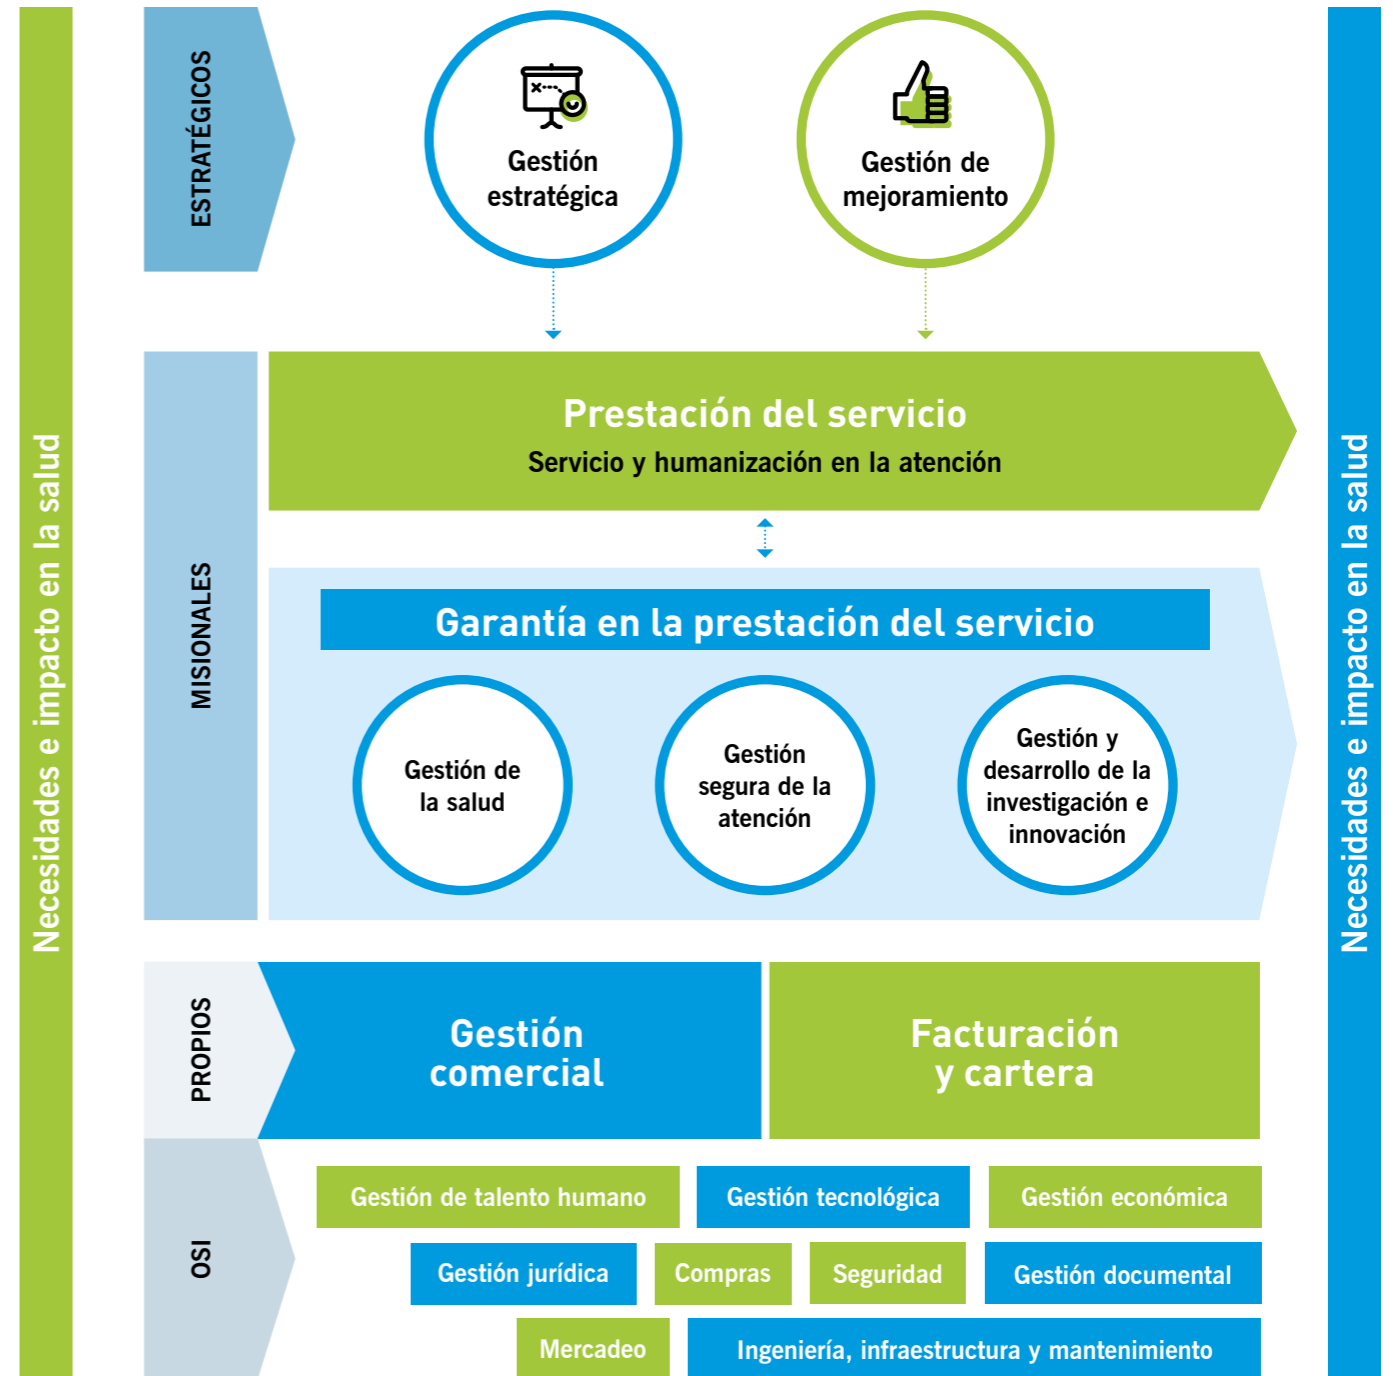 Necesidades e impacto en la salud
ESTRATÉGICOS
Gestión
estratégica
Gestión de
mejoramiento
MISIONALES
Prestación del servicio
Servicio y humanización en la atención
Garantía en la prestación del servicio
Gestión de
la salud
Gestión
segura de la
atención
Gestión y
desarrollo de la
investigación e
innovación
PROPIOS
Gestión
comercial
Facturación
y cartera
OSI
Gestión de talento humano
Gestión tecnológica
Gestión económica
Gestión jurídica
Compras
Seguridad
Gestión documental
Mercadeo
Ingeniería, infraestructura y mantenimiento
Necesidades e impacto en la salud